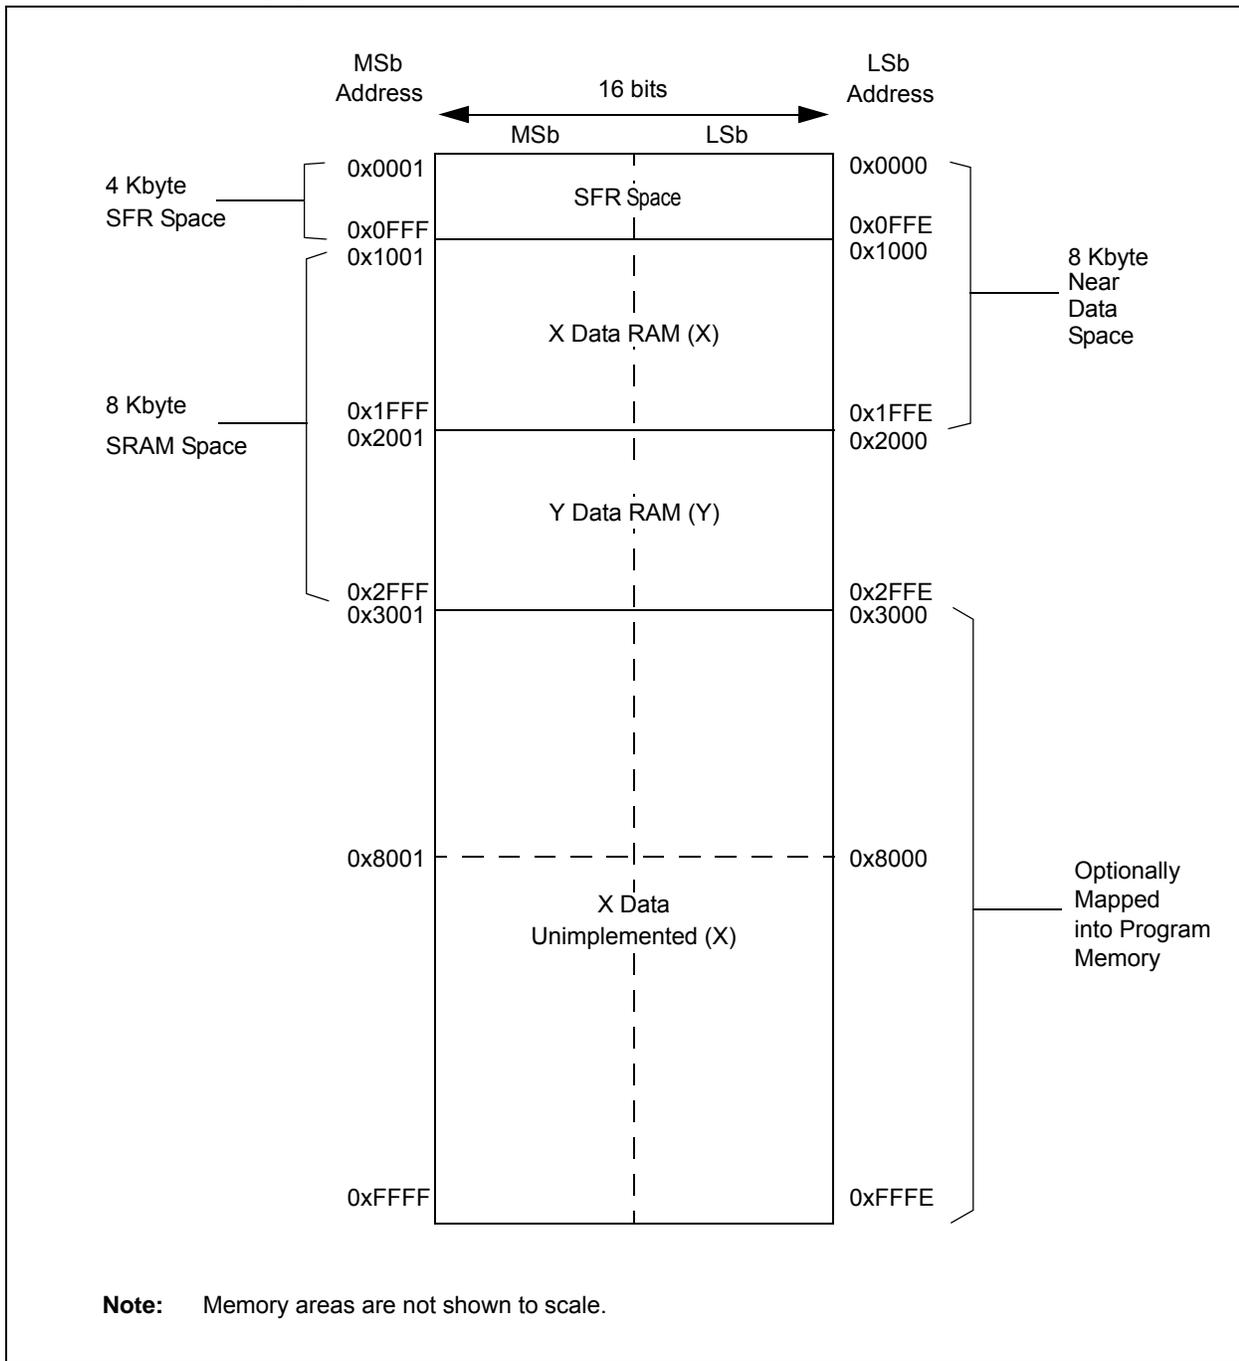 MSb
Address
LSb
Address
16 bits
MSb
LSb
0x0001
0x0000
4 Kbyte
SFR Space
SFR Space
0x0FFF
0x0FFE
0x1001
0x1000
8 Kbyte
Near
Data
Space
X Data RAM (X)
8 Kbyte
SRAM Space
0x1FFF
0x1FFE
0x2001
0x2000
Y Data RAM (Y)
0x2FFF
0x2FFE
0x3001
0x3000
0x8001
0x8000
X Data
Unimplemented (X)
Optionally
Mapped
into Program
Memory
0xFFFF
0xFFFE
Note: Memory areas are not shown to scale.